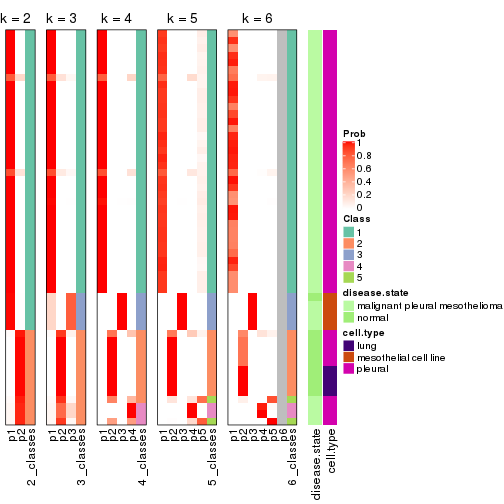 k = 2
k = 3
k = 4
k = 5
k = 6
p1
p2
2_classes
p1
p2
p3
3_classes
p1
p2
p3
p4
4_classes
p1
p2
p3
p4
p5
5_classes
p1
p2
p3
p4
p5
p6
6_classes
disease.state
cell.type
Prob
1
0.8
0.6
0.4
0.2
0
Class
1
2
3
4
5
disease.state
malignant pleural mesothelioma
normal
cell.type
lung
mesothelial cell line
pleural